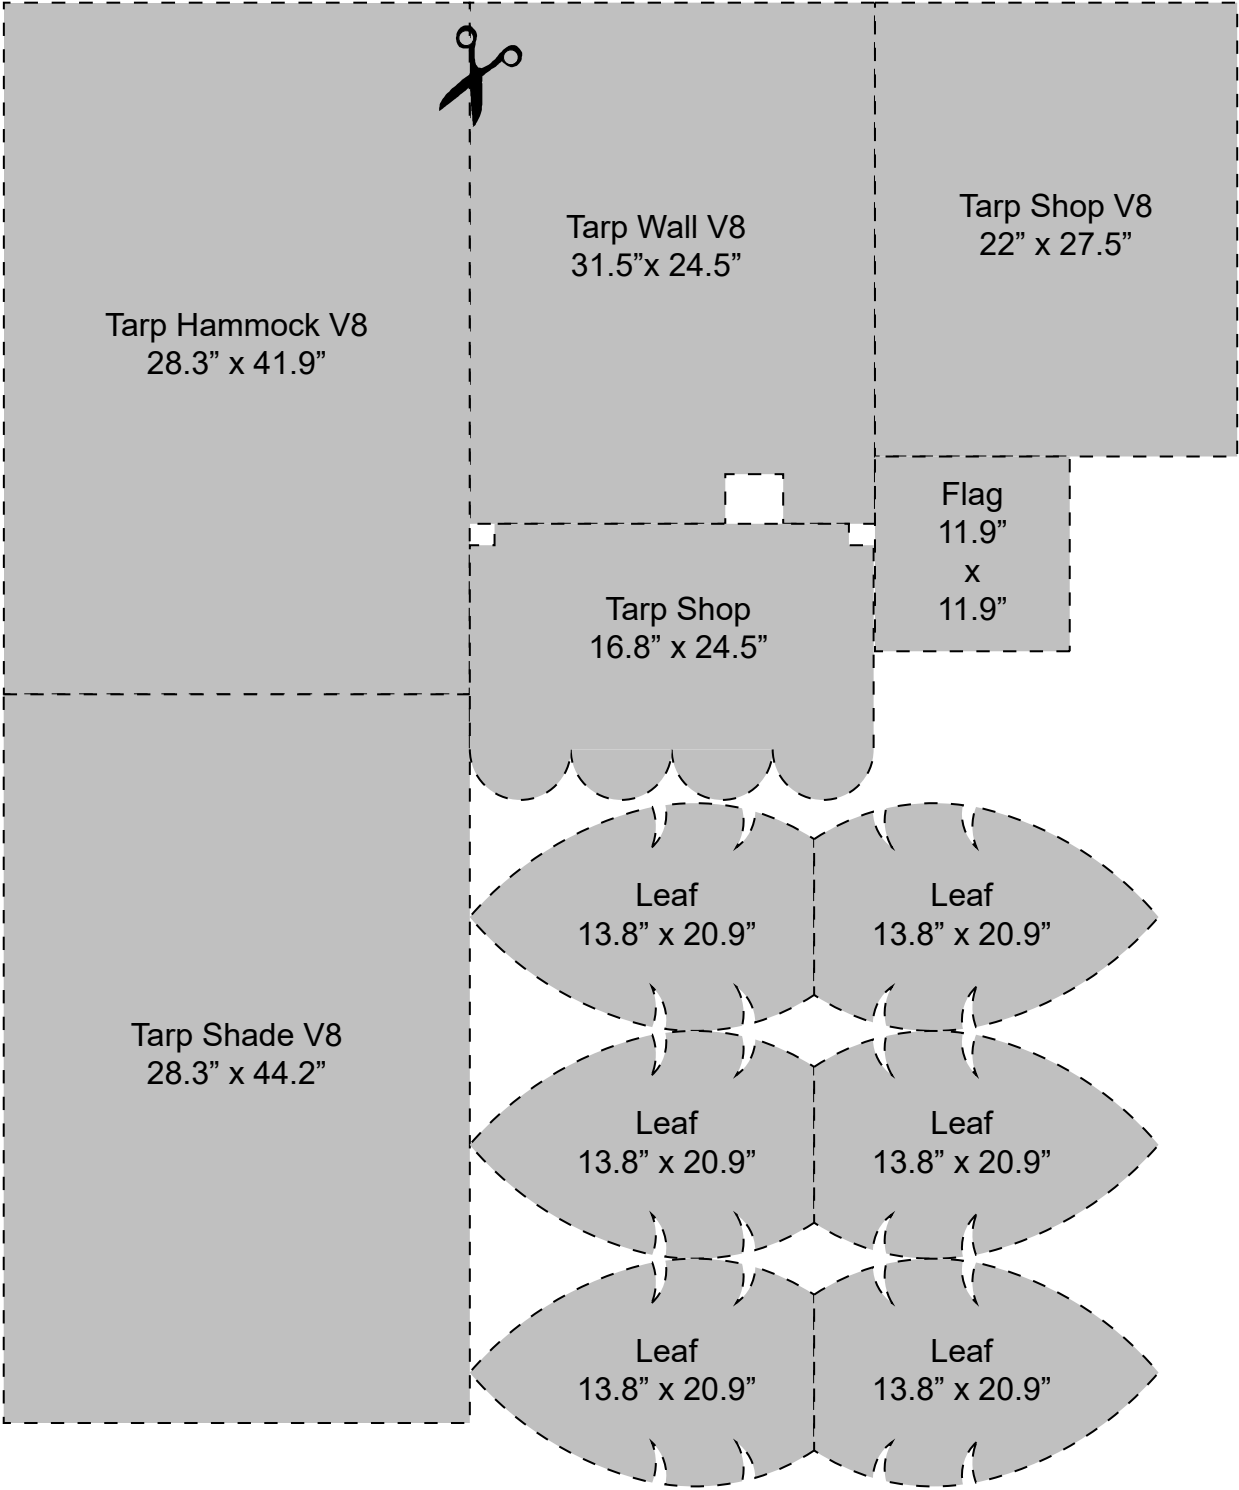 Tarp Hammock V8
28.3” x 41.9”
Tarp Wall V8
31.5”x 24.5”
Tarp Shop V8
22” x 27.5”
Flag
11.9”
x
11.9”
Tarp Shop
16.8” x 24.5”
Tarp Shade V8
28.3” x 44.2”
Leaf
13.8” x 20.9”
Leaf
13.8” x 20.9”
Leaf
13.8” x 20.9”
Leaf
13.8” x 20.9”
Leaf
13.8” x 20.9”
Leaf
13.8” x 20.9”